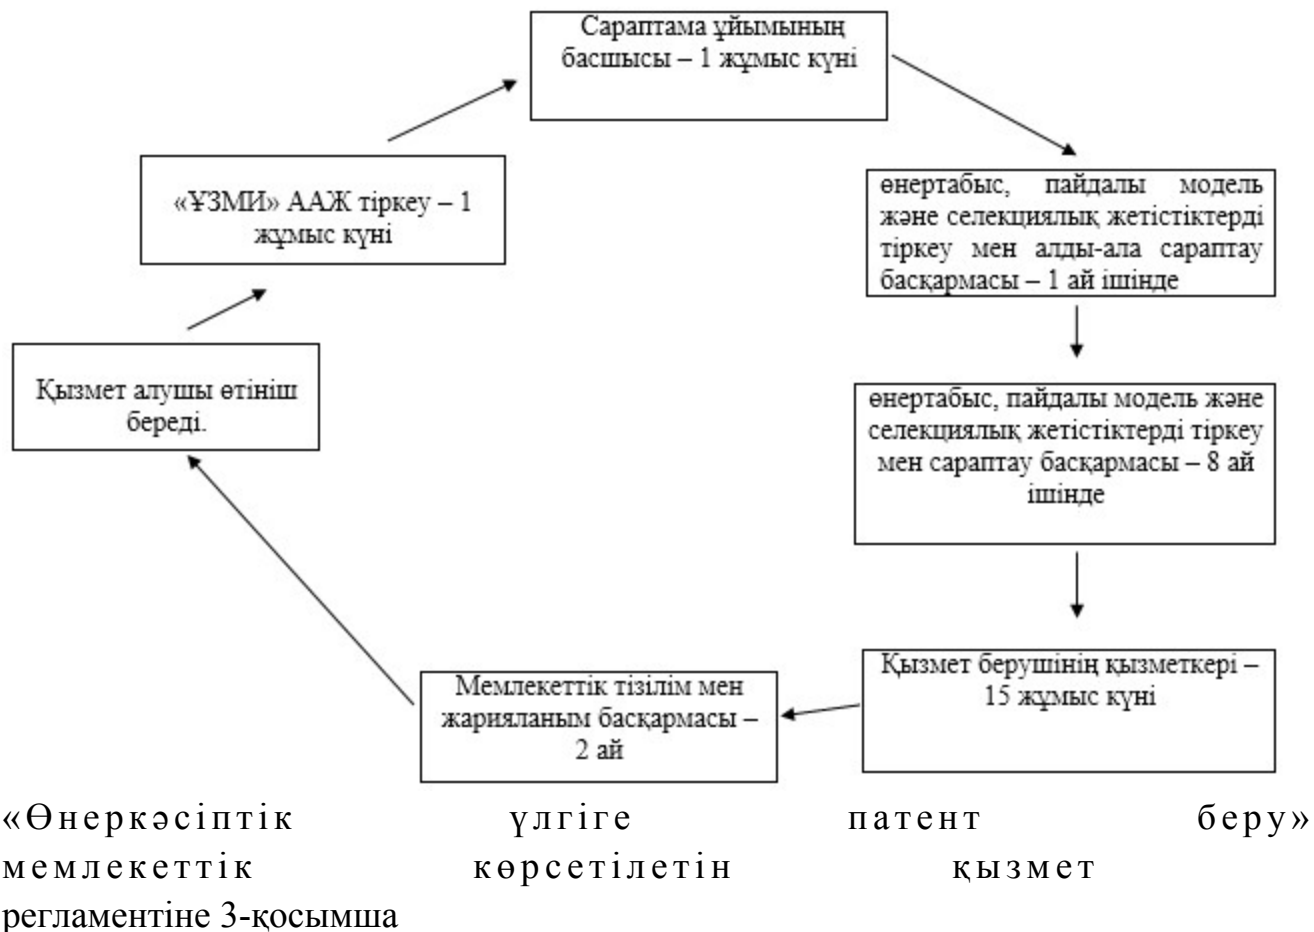 Сараптама ұйымының
басшысы – 1 жұмыс күні
«ҰЗМИ» ААЖ тіркеу – 1
жұмыс күні
өнертабыс, пайдалы модель
және селекциялық жетістіктерді
тіркеу мен алды-ала сараптау
басқармасы – 1 ай ішінде
Қызмет алушы өтініш
береді.
өнертабыс, пайдалы модель және
селекциялық жетістіктерді тіркеу
мен сараптау басқармасы – 8 ай
ішінде
Қызмет берушінің қызметкері –
15 жұмыс күні
Мемлекеттік тізілім мен
жарияланым басқармасы –
2 ай
«Өнеркәсіптік үлгіге патент беру»
мемлекеттік көрсетілетін қызмет
регламентіне 3-қосымша